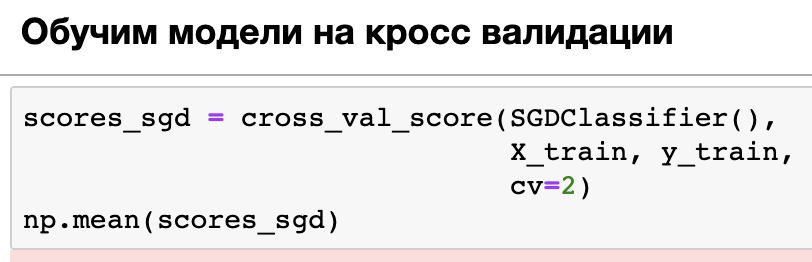 Обучим модели на кросс валидации
scores_sgd = cross_val_score(SGDClassifier(),
X_train, y_train,
cv=2)
np.mean(scores_sgd)